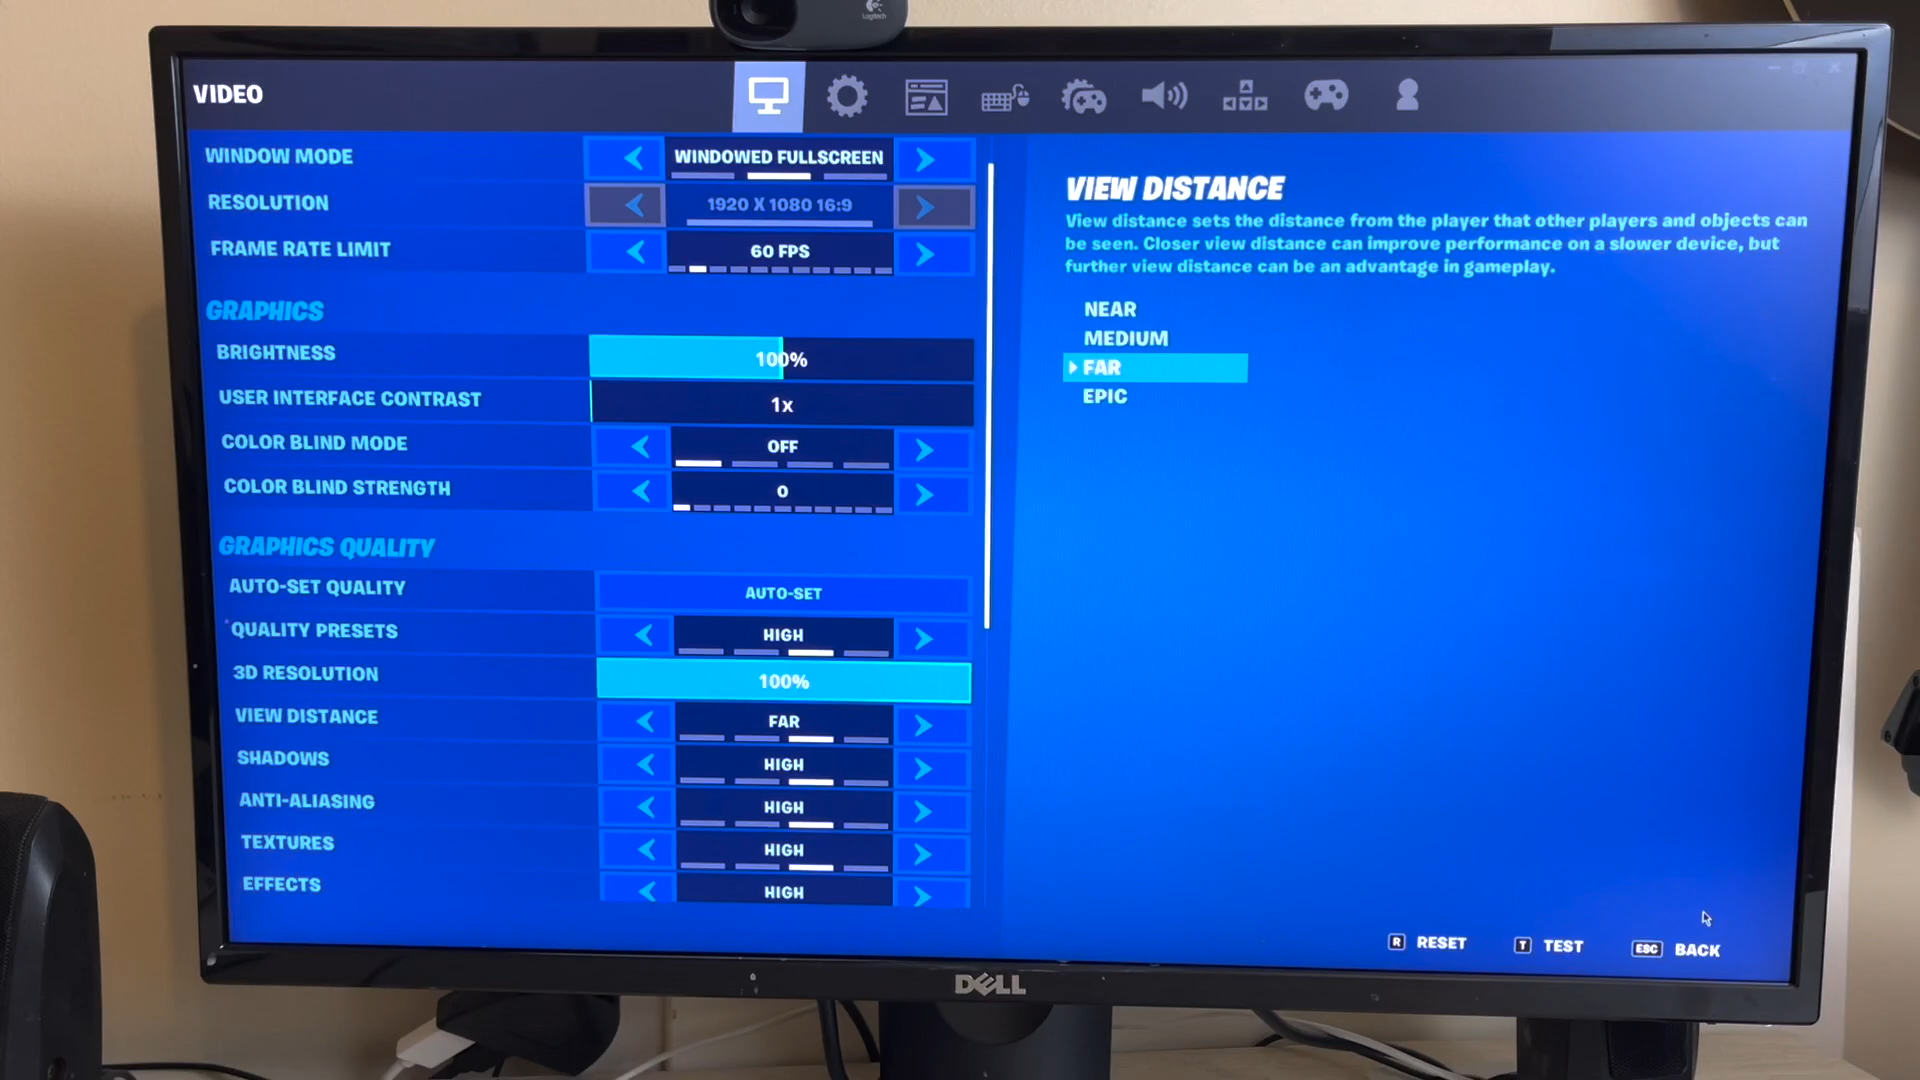 Logitech
VIDEO
WINDOW MODE
WINDOWED FULLSCREEN
RESOLUTION
1920 X 1080 16:9
FRAME RATE LIMIT
60 FPS
GRAPHICS
BRIGHTNESS
100%
USER INTERFACE CONTRAST
1x
COLOR BLIND MODE
OFF
COLOR BLIND STRENGTH
0
GRAPHICS QUALITY
AUTO-SET QUALITY
AUTO-SET
QUALITY PRESETS
HIGH
3D RESOLUTION
100%
VIEW DISTANCE
FAR
SHADOWS
HIGH
ANTI-ALIASING
HIGH
TEXTURES
HIGH
EFFECTS
HIGH
VIEW DISTANCE
View distance sets the distance from the player that other players and objects can
be seen. Closer view distance can improve performance on a slower device, but
further view distance can be an advantage in gameplay.
NEAR
MEDIUM
FAR
EPIC
R RESET
T TEST
ESC BACK
DELL